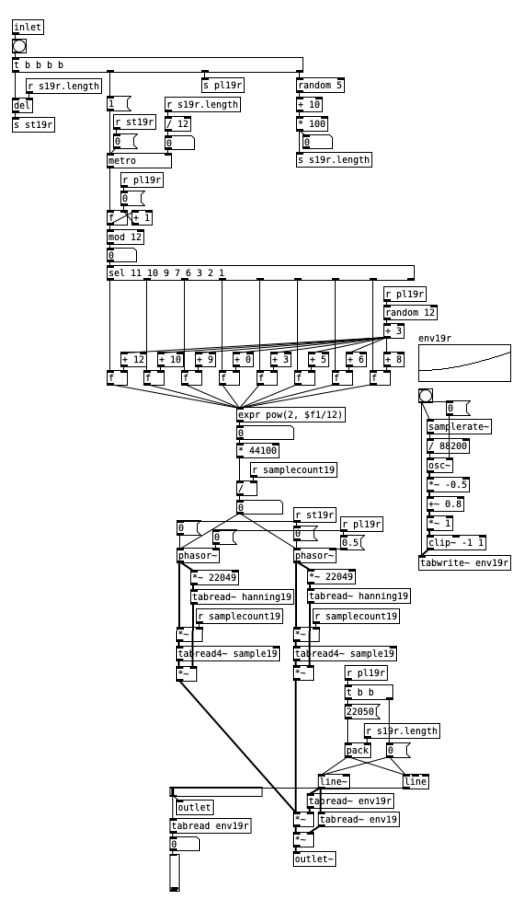 inlet
t b b b b
r s19r.length
s pl19r
random 5
del
1
r s19r.length
+ 10
s st19r
r st19r
/ 12
* 100
0
0
0
metro
s s19r.length
r pl19r
0
f
+ 1
mod 12
0
sel 11 10 9 7 6 3 2 1
r pl19r
random 12
+ 3
env19r
+ 12
+ 10
+ 9
+ 0
+ 3
+ 5
+ 6
+ 8
f
f
f
f
f
f
f
f
0
expr pow(2, $f1/12)
samplerate~
0
/ 88200
* 44100
osc~
r samplecount19
*~ -0.5
/
+~ 0.8
0
r st19r
*~ 1
0
0
0
r pl19r
0.5
clip~ -1 1
phasor~
phasor~
tabwrite~ env19r
*~ 22049
*~ 22049
tabread~ hanning19
tabread~ hanning19
r samplecount19
r samplecount19
*~
*~
tabread4~ sample19
tabread4~ sample19
*~
*~
r pl19r
t b b
22050
r s19r.length
pack
0
line~
line
outlet
tabread~ env19r
tabread env19r
*~
tabread~ env19
0
*~
outlet~